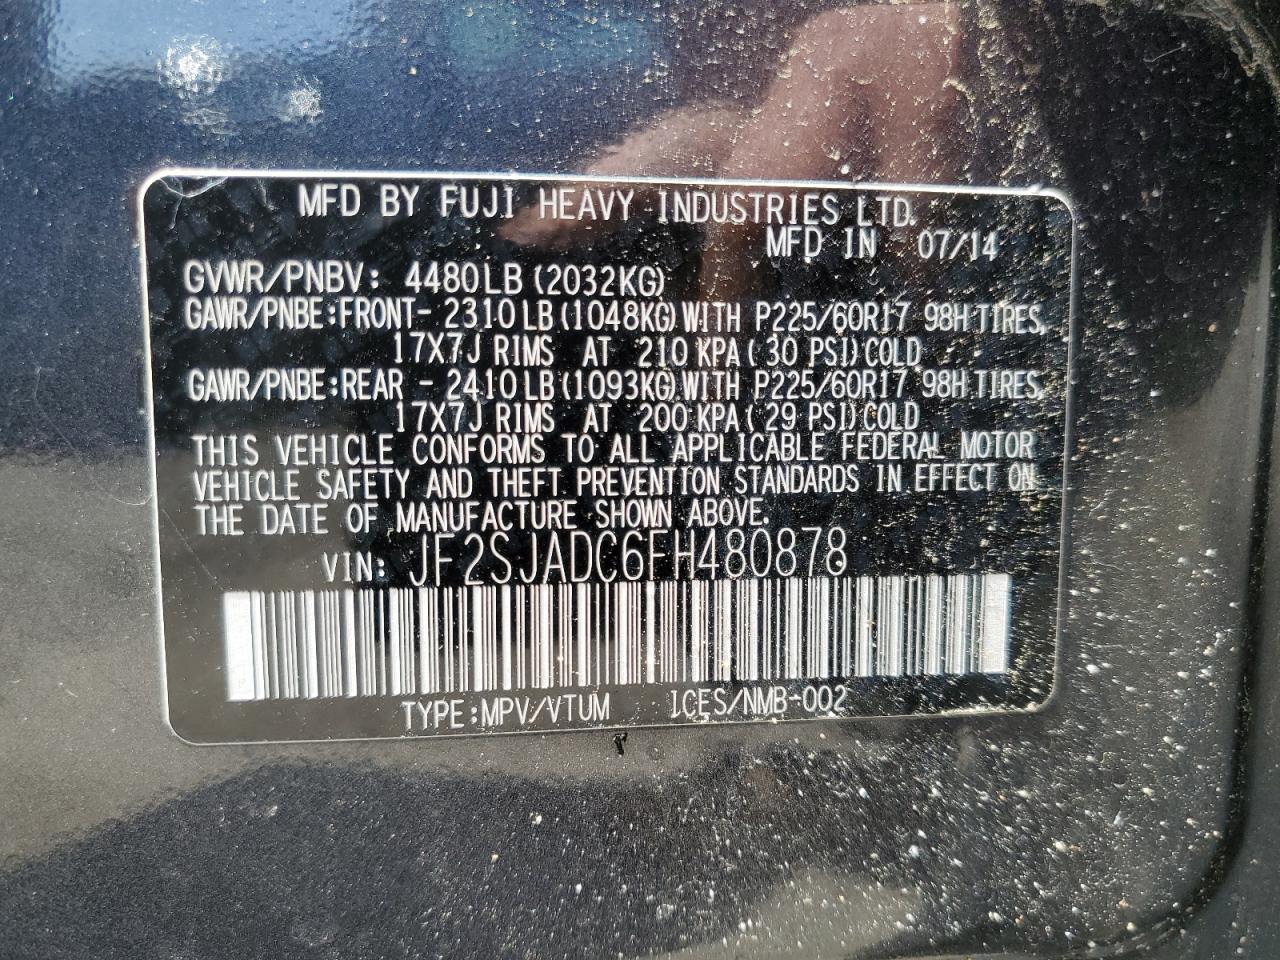 MFD BY FUJI HEAVY INDUSTRIES LTD.
MFD IN 07/14
GVWR/PNBV: 4480LB (2032KG)
GAWR/PNBE:FRONT- 2310LB (1048KG)WITH P225/60R17 98H TIRES,
17X7J RIMS AT 210 KPA (30 PSI) COLD
GAWR/PNBE:REAR - 2410LB (1093KG)WITH P225/60R17 98H TIRES,
17X7J RIMS AT 200 KPA (29 PSI) COLD
THIS VEHICLE CONFORMS TO ALL APPLICABLE FEDERAL MOTOR
VEHICLE SAFETY AND THEFT PREVENTION STANDARDS IN EFFECT ON
THE DATE OF MANUFACTURE SHOWN ABOVE.
VIN: JF2SJADC6FH480878
TYPE:MPV/VTUM ICES/NMB-002